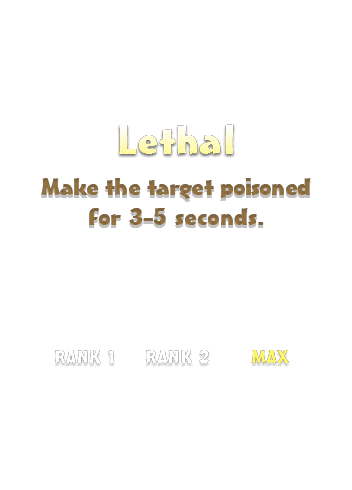 Lethal
Make the target poisoned
for 3-5 seconds.
RANK 1 RANK 2 MAX